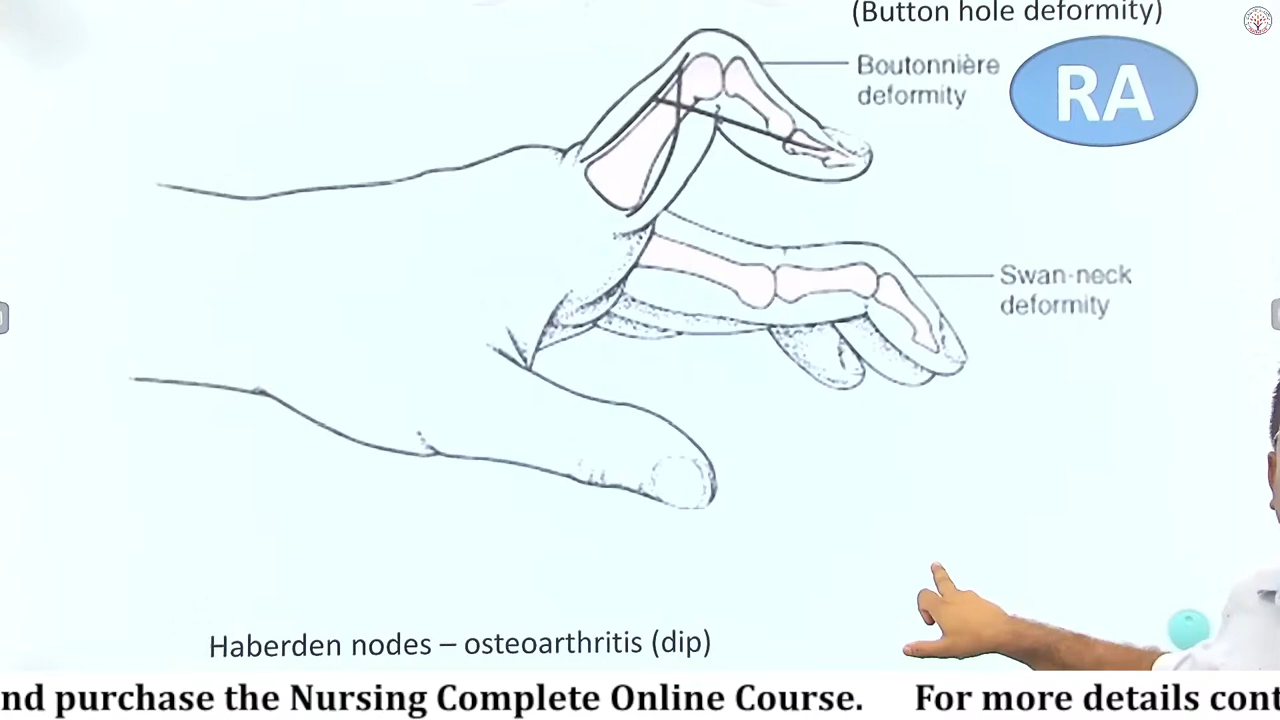 (Button hole deformity)
Boutonnière
deformity
RA
Swan-neck
deformity
Haberden nodes – osteoarthritis (dip)
nd purchase the Nursing Complete Online Course. For more details cont